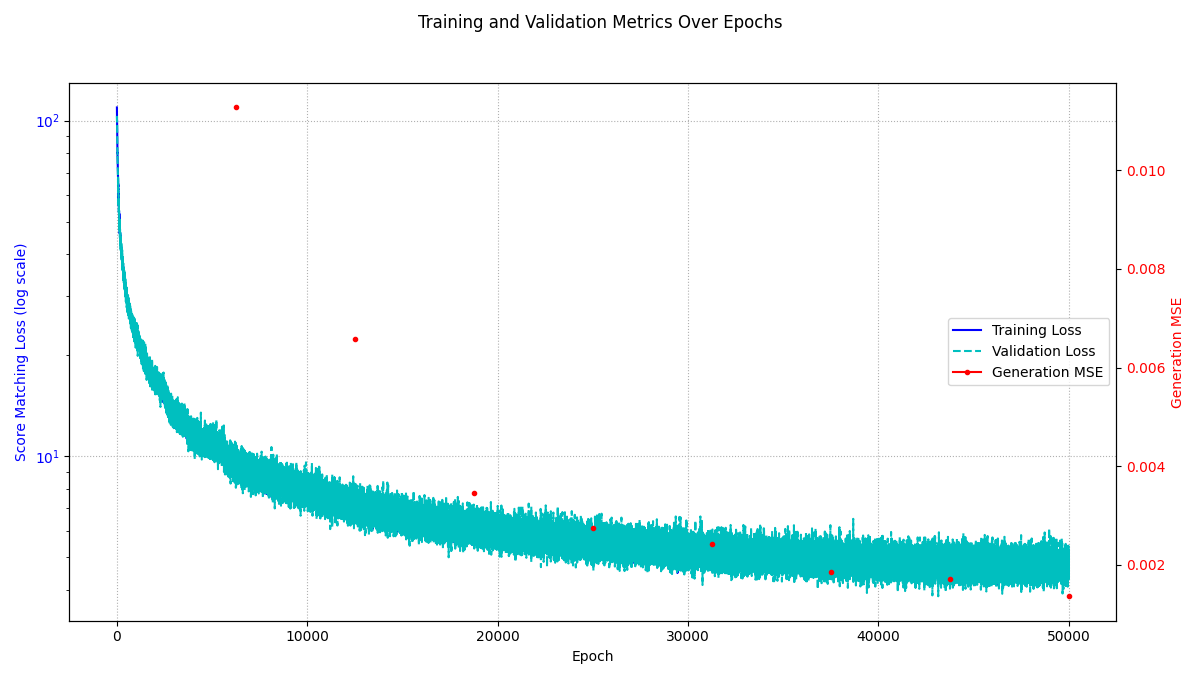 Training and Validation Metrics Over Epochs
Score Matching Loss (log scale)
10²
10¹
0.010
0.008
0.006
0.004
0.002
Generation MSE
Training Loss
Validation Loss
Generation MSE
0
10000
20000
30000
40000
50000
Epoch